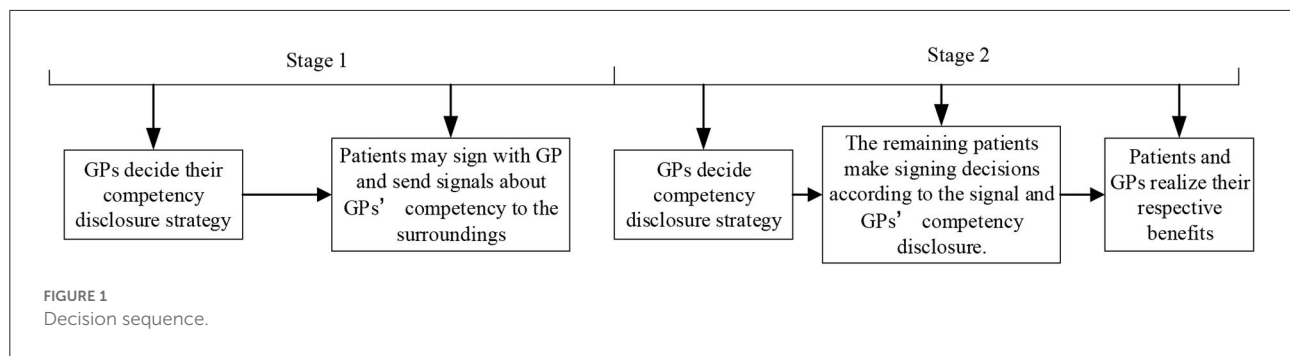 Stage 1
Stage 2
GPs decide their
competency
disclosure strategy
Patients may sign with GP
and send signals about
GPs’ competency to the
surroundings
GPs decide
competency
disclosure strategy
The remaining patients
make signing decisions
according to the signal and
GPs’ competency
disclosure.
Patients and
GPs realize their
respective
benefits
FIGURE 1
Decision sequence.